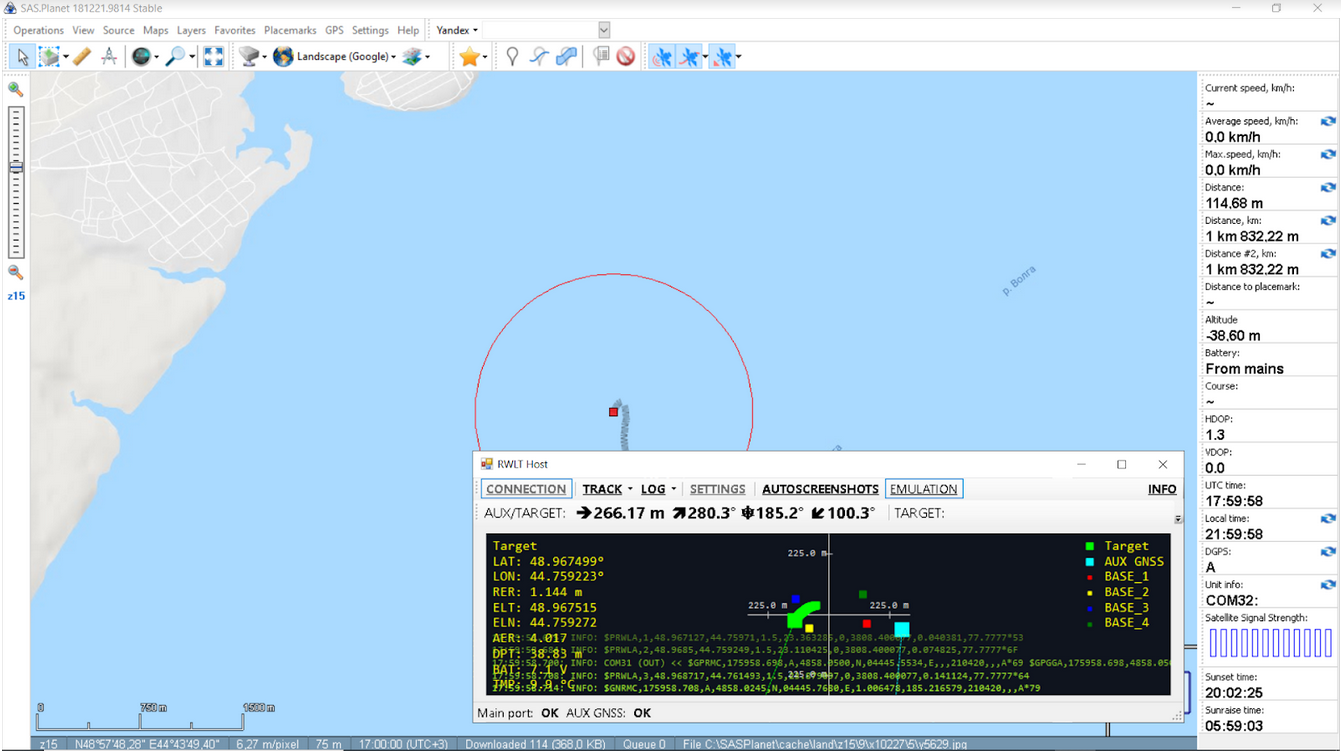 SAS.Planet 181221.9814 Stable
Operations View Source Maps Layers Favorites Placemarks GPS Settings Help Yandex
Landscape (Google)
z15
р. Волга
0 750 m 1500 m
Current speed, km/h:
~
Average speed, km/h:
0.0 km/h
Max.speed, km/h:
0.0 km/h
Distance:
114,68 m
Distance, km:
1 km 832,22 m
Distance #2, km:
1 km 832,22 m
Distance to placemark:
~
Altitude
-38.60 m
Battery:
From mains
Course:
~
HDOP:
1.3
VDOP:
0.0
UTC time:
17:59:58
Local time:
21:59:58
DGPS:
A
Unit info:
COM32:
Satellite Signal Strength:
Sunset time:
20:02:25
Sunraise time:
05:59:03
RWLT Host
CONNECTION TRACK LOG SETTINGS AUTOSCREENSHOTS EMULATION INFO
AUX/TARGET: 266.17 m 280.3° 185.2° 100.3° TARGET:
Target
LAT: 48.967499°
LON: 44.759223°
RER: 1.144 m
ELT: 48.967515
ELN: 44.759272
AER: 4.017
DPT: 38.83 m
BAT: 7.1 V
TMP: 9.9 °C
225.0 m
225.0 m 225.0 m
225.0 m
Target
AUX GNSS
BASE_1
BASE_2
BASE_3
BASE_4
INFO: $PRWLA,1,48.967127,44.75971,1.5,23.363285,0,3808.400077,0.040381,77.7777*53
INFO: $PRWLA,2,48.9685,44.759249,1.5,23.110425,0,3808.400077,0.074825,77.7777*6F
17:59:58.700: INFO: COM31 (OUT) << $GPRMC,175958.698,A,4858.0500,N,04445.5534,E,,,210420,,,A*69 $GPGGA,175958.698,4858.05
INFO: $PRWLA,3,48.968717,44.761493,1.5, ,0,3808.400077,0.141124,77.7777*64
17:59:58.714: INFO: $GNRMC,175958.708,A,4858.0245,N,04445.7680,E,1.006478,185.216579,210420,,,A*79
Main port: OK AUX GNSS: OK
z15 N48°57'48,28" E44°43'49,40" 6,27 m/pixel 75 m 17:00:00 (UTC+3) Downloaded 114 (368,0 KB) Queue 0 File C:\SASPlanet\cache\land\z15\9\x10227\5\y5629.jpg